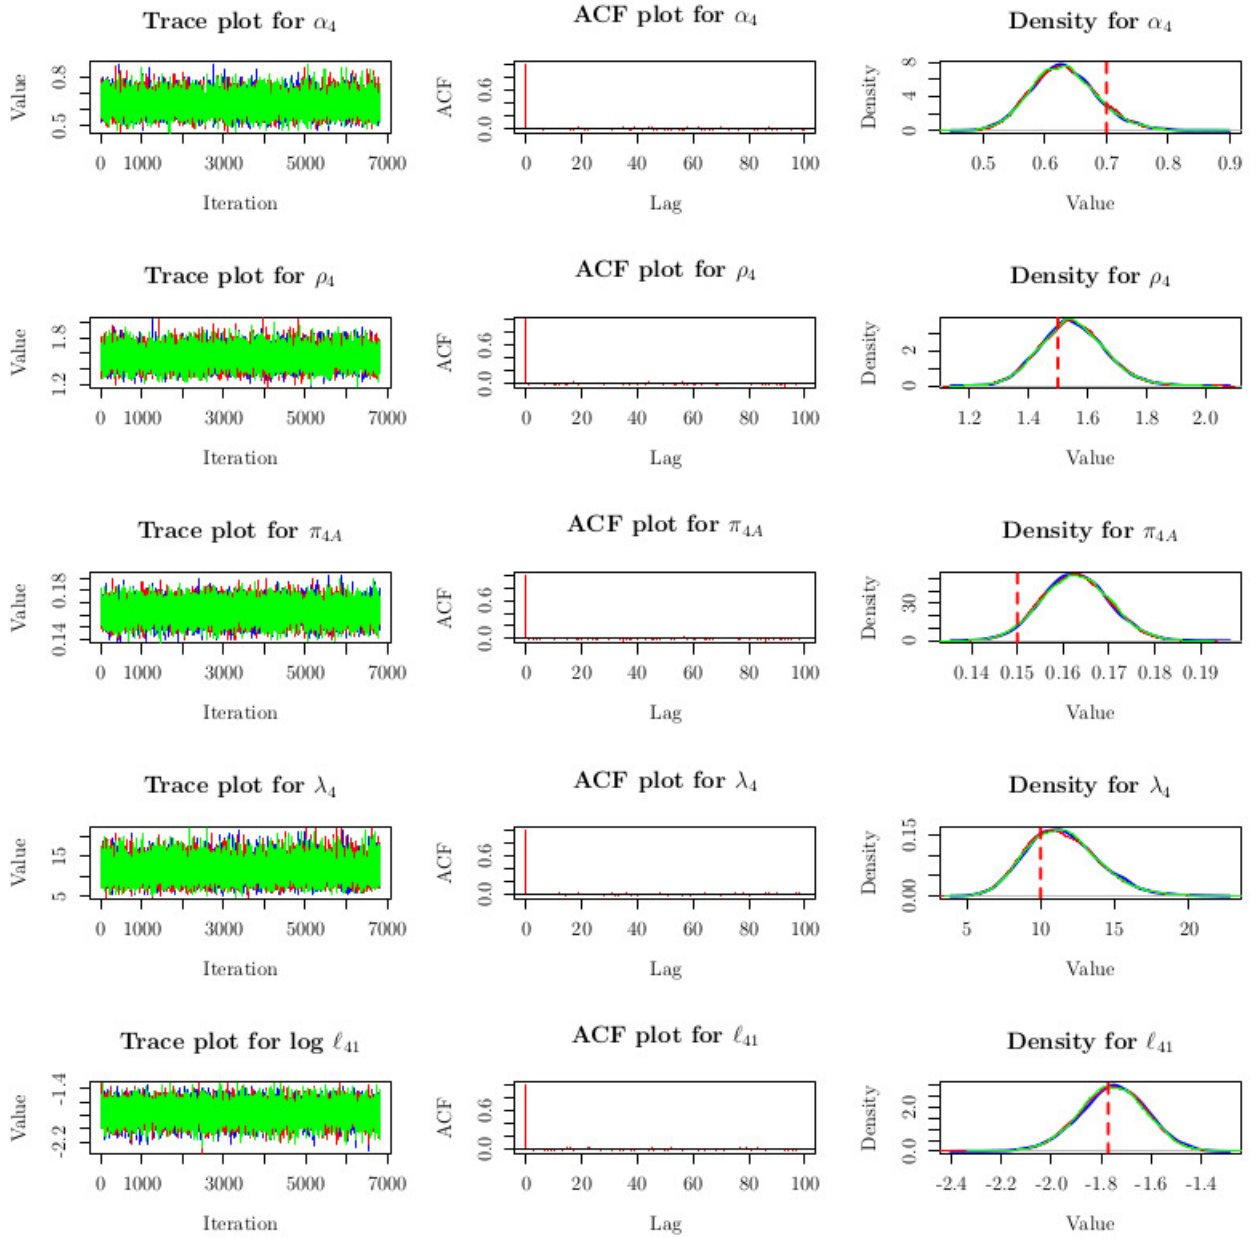 Trace plot for α₄
ACF plot for α₄
Density for α₄
Value
0.5 0.8
0 1000 3000 5000 7000
Iteration
ACF
0.0 0.6
0 20 40 60 80 100
Lag
Density
0 4 8
0.5 0.6 0.7 0.8 0.9
Value
Trace plot for ρ₄
ACF plot for ρ₄
Density for ρ₄
Value
1.2 1.8
0 1000 3000 5000 7000
Iteration
ACF
0.0 0.6
0 20 40 60 80 100
Lag
Density
0 2
1.2 1.4 1.6 1.8 2.0
Value
Trace plot for π₄A
ACF plot for π₄A
Density for π₄A
Value
0.14 0.18
0 1000 3000 5000 7000
Iteration
ACF
0.0 0.6
0 20 40 60 80 100
Lag
Density
0 30
0.14 0.15 0.16 0.17 0.18 0.19
Value
Trace plot for λ₄
ACF plot for λ₄
Density for λ₄
Value
5 15
0 1000 3000 5000 7000
Iteration
ACF
0.0 0.6
0 20 40 60 80 100
Lag
Density
0.00 0.15
5 10 15 20
Value
Trace plot for log ℓ₄₁
ACF plot for ℓ₄₁
Density for ℓ₄₁
Value
-2.2 -1.4
0 1000 3000 5000 7000
Iteration
ACF
0.0 0.6
0 20 40 60 80 100
Lag
Density
0.0 2.0
-2.4 -2.2 -2.0 -1.8 -1.6 -1.4
Value